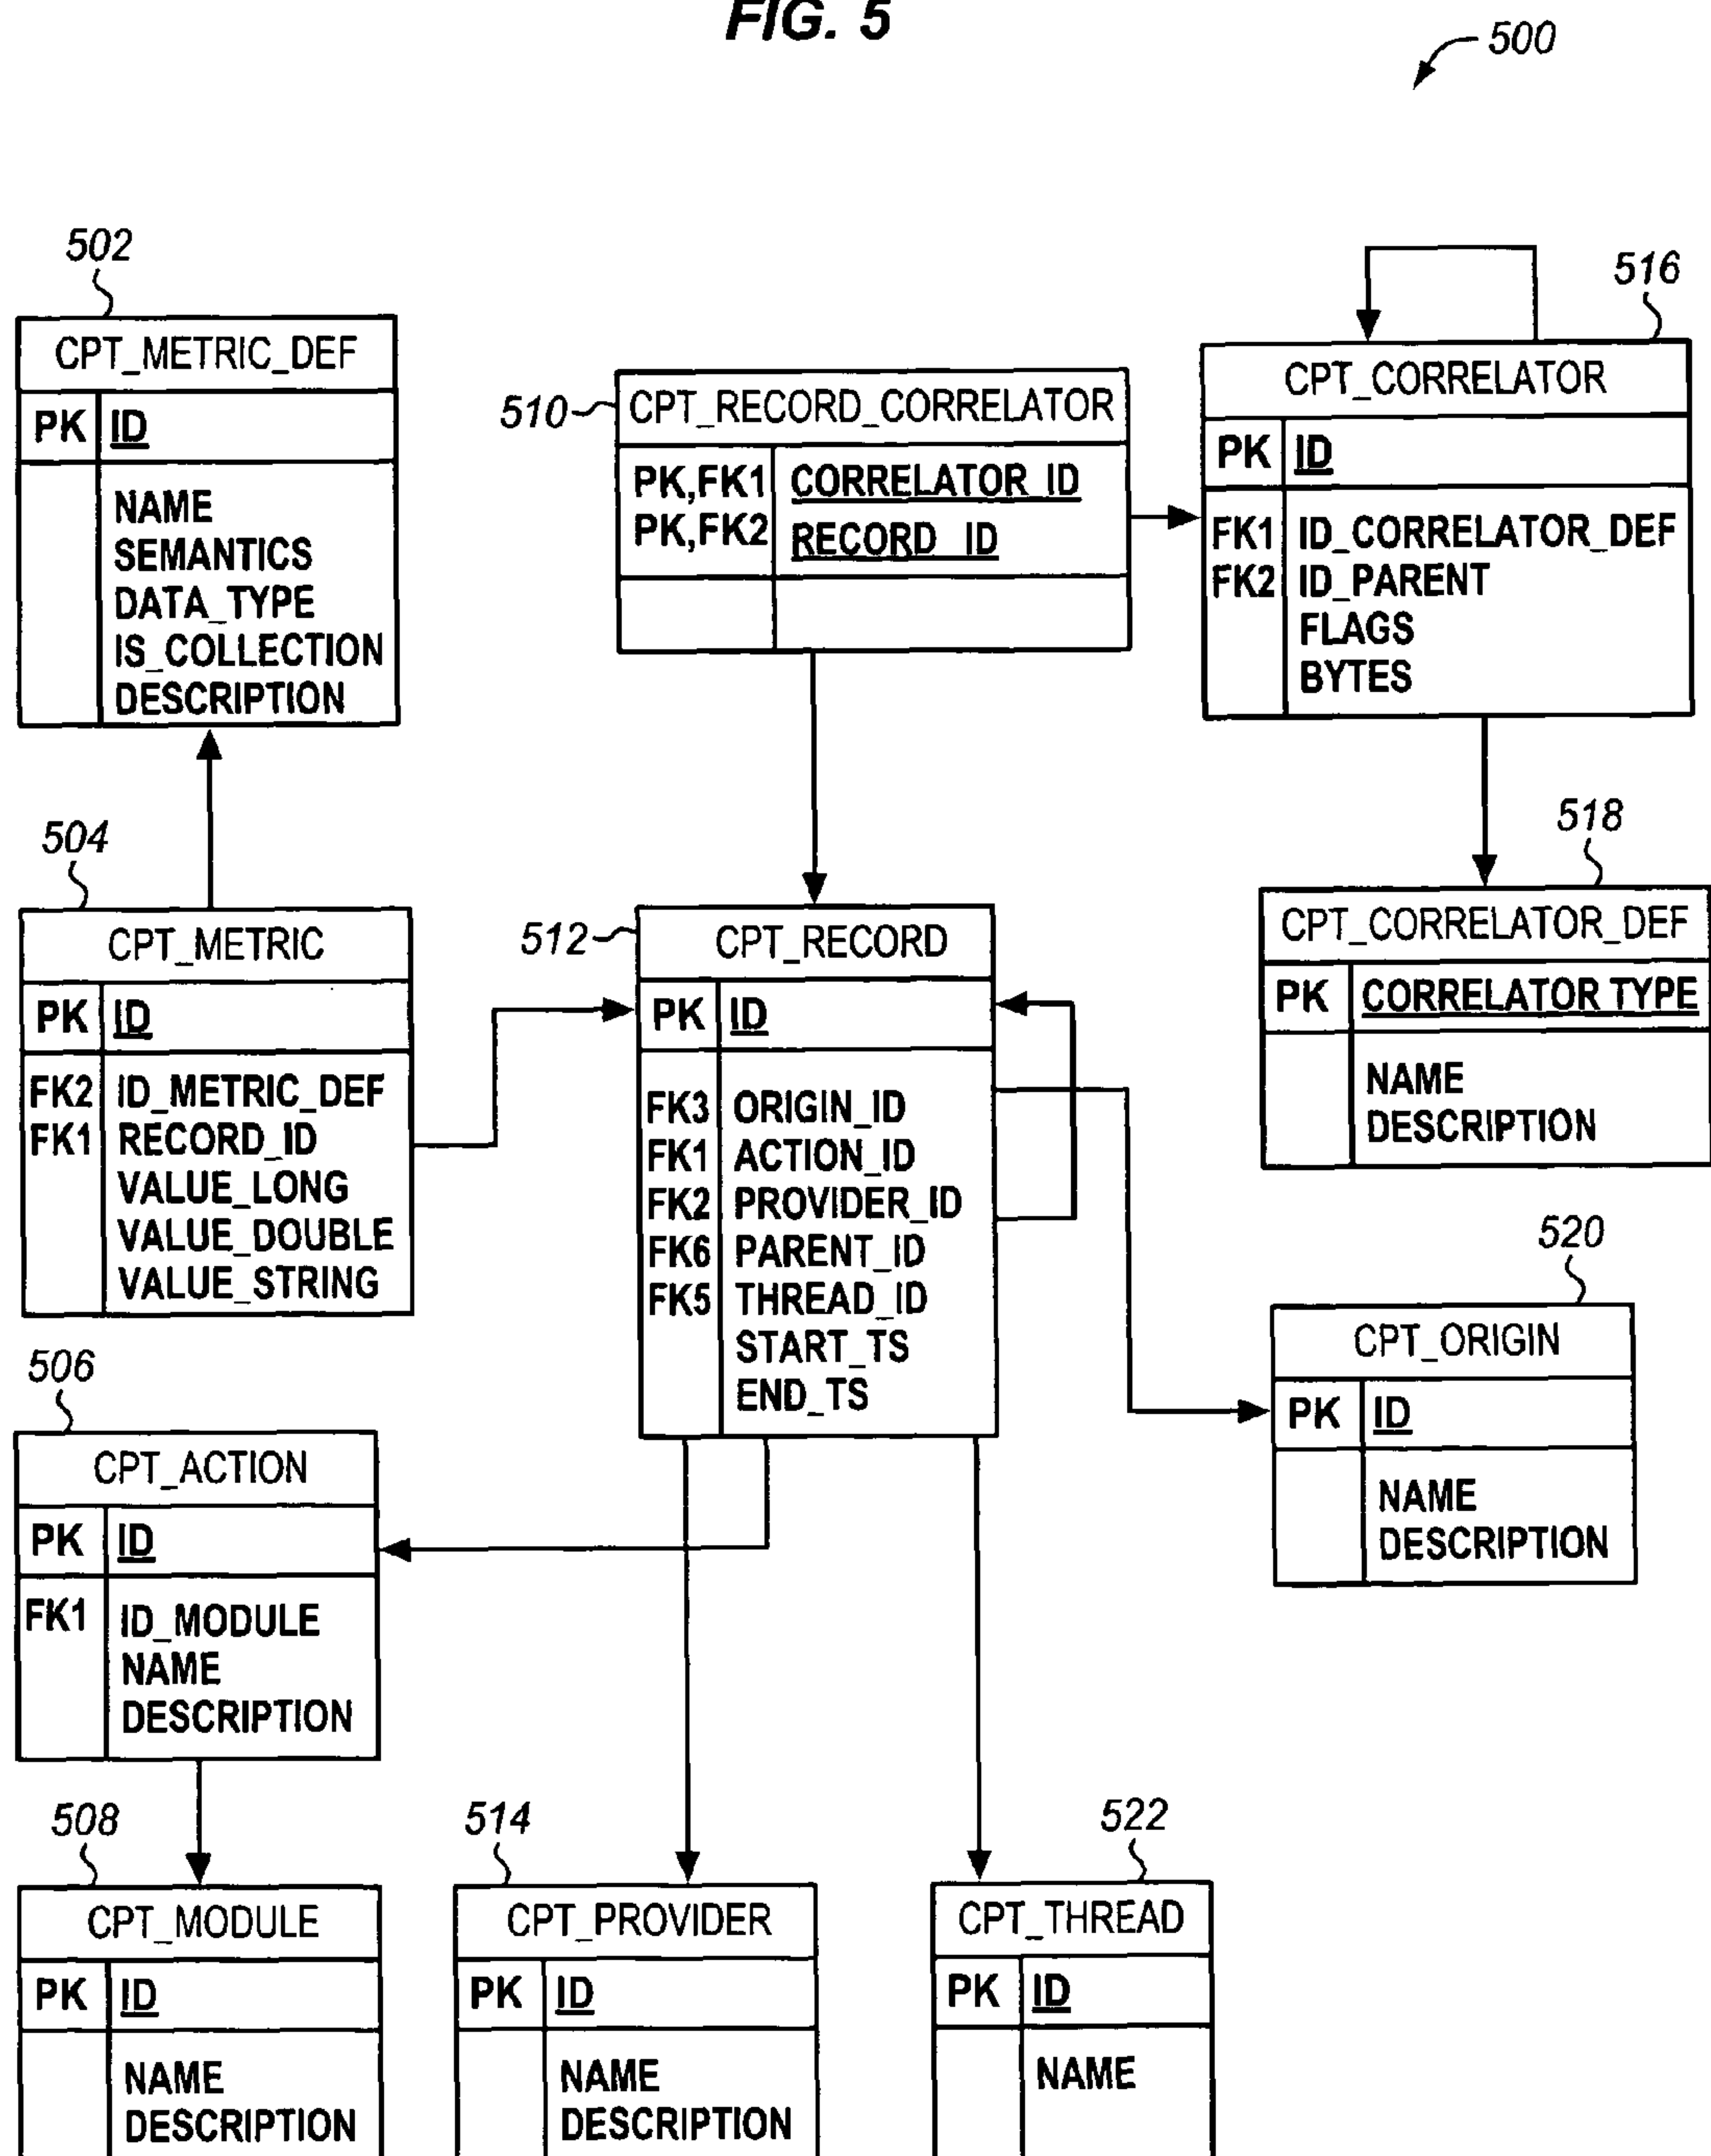 FIG. 5
500
502
CPT_METRIC_DEF
PK ID
NAME
SEMANTICS
DATA_TYPE
IS_COLLECTION
DESCRIPTION
510
CPT_RECORD_CORRELATOR
PK,FK1 CORRELATOR_ID
PK,FK2 RECORD_ID
516
CPT_CORRELATOR
PK ID
FK1 ID_CORRELATOR_DEF
FK2 ID_PARENT
FLAGS
BYTES
504
CPT_METRIC
PK ID
FK2 ID_METRIC_DEF
FK1 RECORD_ID
VALUE_LONG
VALUE_DOUBLE
VALUE_STRING
512
CPT_RECORD
PK ID
FK3 ORIGIN_ID
FK1 ACTION_ID
FK2 PROVIDER_ID
FK6 PARENT_ID
FK5 THREAD_ID
START_TS
END_TS
518
CPT_CORRELATOR_DEF
PK CORRELATOR TYPE
NAME
DESCRIPTION
520
CPT_ORIGIN
PK ID
NAME
DESCRIPTION
506
CPT_ACTION
PK ID
FK1 ID_MODULE
NAME
DESCRIPTION
508
CPT_MODULE
PK ID
NAME
DESCRIPTION
514
CPT_PROVIDER
PK ID
NAME
DESCRIPTION
522
CPT_THREAD
PK ID
NAME